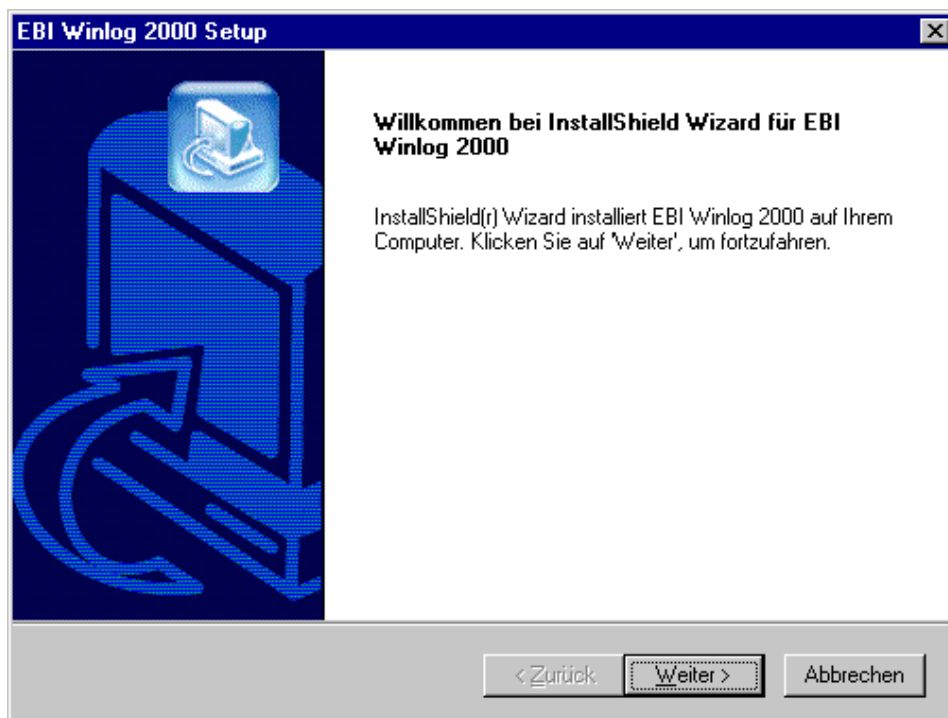 EBI Winlog 2000 Setup
Willkommen bei InstallShield Wizard für EBI
Winlog 2000
InstallShield(r) Wizard installiert EBI Winlog 2000 auf Ihrem
Computer. Klicken Sie auf 'Weiter', um fortzufahren.
< Zurück Weiter > Abbrechen